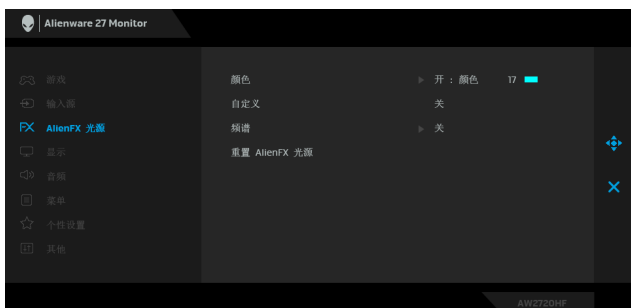 Alienware 27 Monitor
游戏
输入源
AlienFX 光源
显示
音频
菜单
个性设置
其他
颜色 开 : 颜色 17
自定义 关
频谱 关
重置 AlienFX 光源
AW2720HF